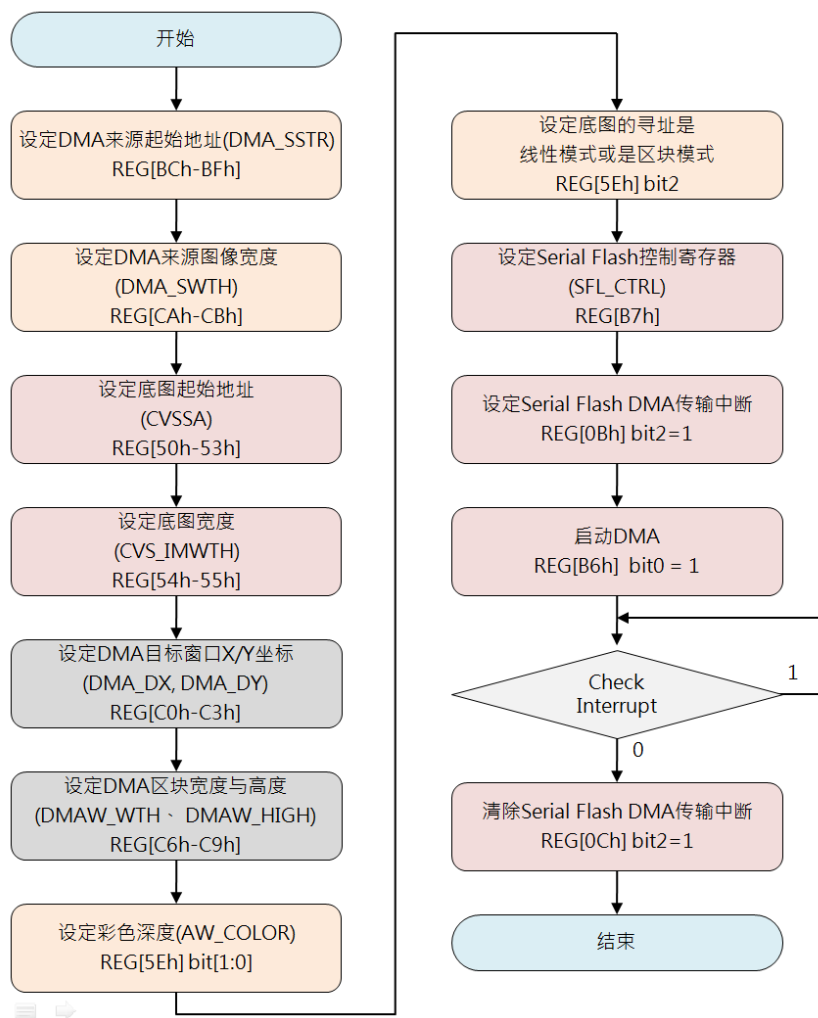 开始
设定DMA来源起始地址(DMA_SSTR)
REG[BCh-BFh]
设定DMA来源图像宽度
(DMA_SWTH)
REG[CAh-CBh]
设定底图起始地址
(CVSSA)
REG[50h-53h]
设定底图宽度
(CVS_IMWTH)
REG[54h-55h]
设定DMA目标窗口X/Y坐标
(DMA_DX, DMA_DY)
REG[C0h-C3h]
设定DMA区块宽度与高度
(DMAW_WTH、 DMAW_HIGH)
REG[C6h-C9h]
设定彩色深度(AW_COLOR)
REG[5Eh] bit[1:0]
设定底图的寻址是
线性模式或是区块模式
REG[5Eh] bit2
设定Serial Flash控制寄存器
(SFL_CTRL)
REG[B7h]
设定Serial Flash DMA传输中断
REG[0Bh] bit2=1
启动DMA
REG[B6h] bit0 = 1
Check
Interrupt
1
0
清除Serial Flash DMA传输中断
REG[0Ch] bit2=1
结束